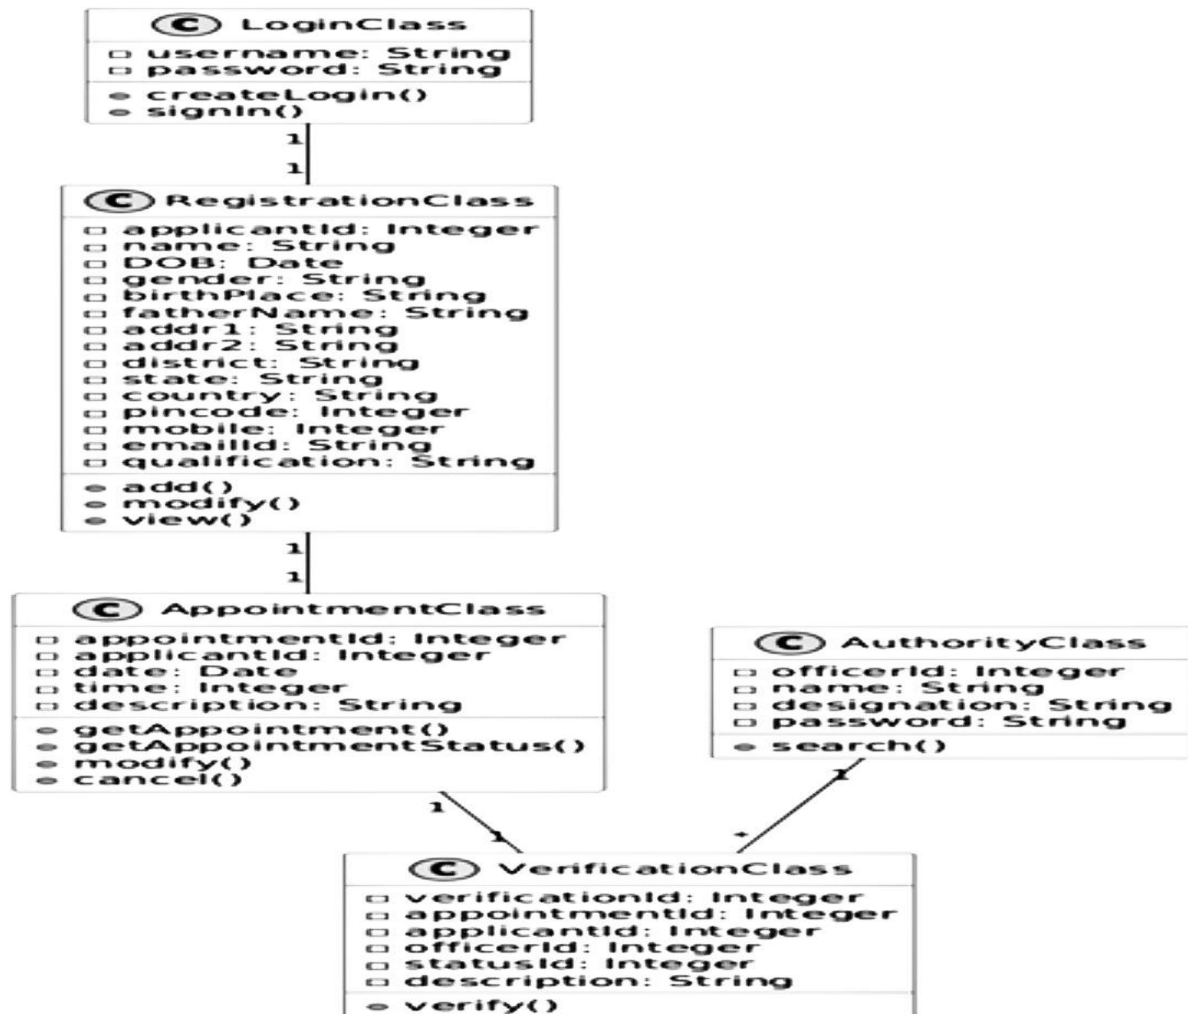 C LoginClass
username: String
password: String
createLogin()
signIn()
1
1
C RegistrationClass
applicantId: Integer
name: String
DOB: Date
gender: String
birthPlace: String
fatherName: String
addr1: String
addr2: String
district: String
state: String
country: String
pincode: Integer
mobile: Integer
emailId: String
qualification: String
add()
modify()
view()
1
1
C AppointmentClass
appointmentId: Integer
applicantId: Integer
date: Date
time: Integer
description: String
getAppointment()
getAppointmentStatus()
modify()
cancel()
C AuthorityClass
officerId: Integer
name: String
designation: String
password: String
search()
1
1
1
*
C VerificationClass
verificationId: Integer
appointmentId: Integer
applicantId: Integer
officerId: Integer
statusId: Integer
description: String
verify()